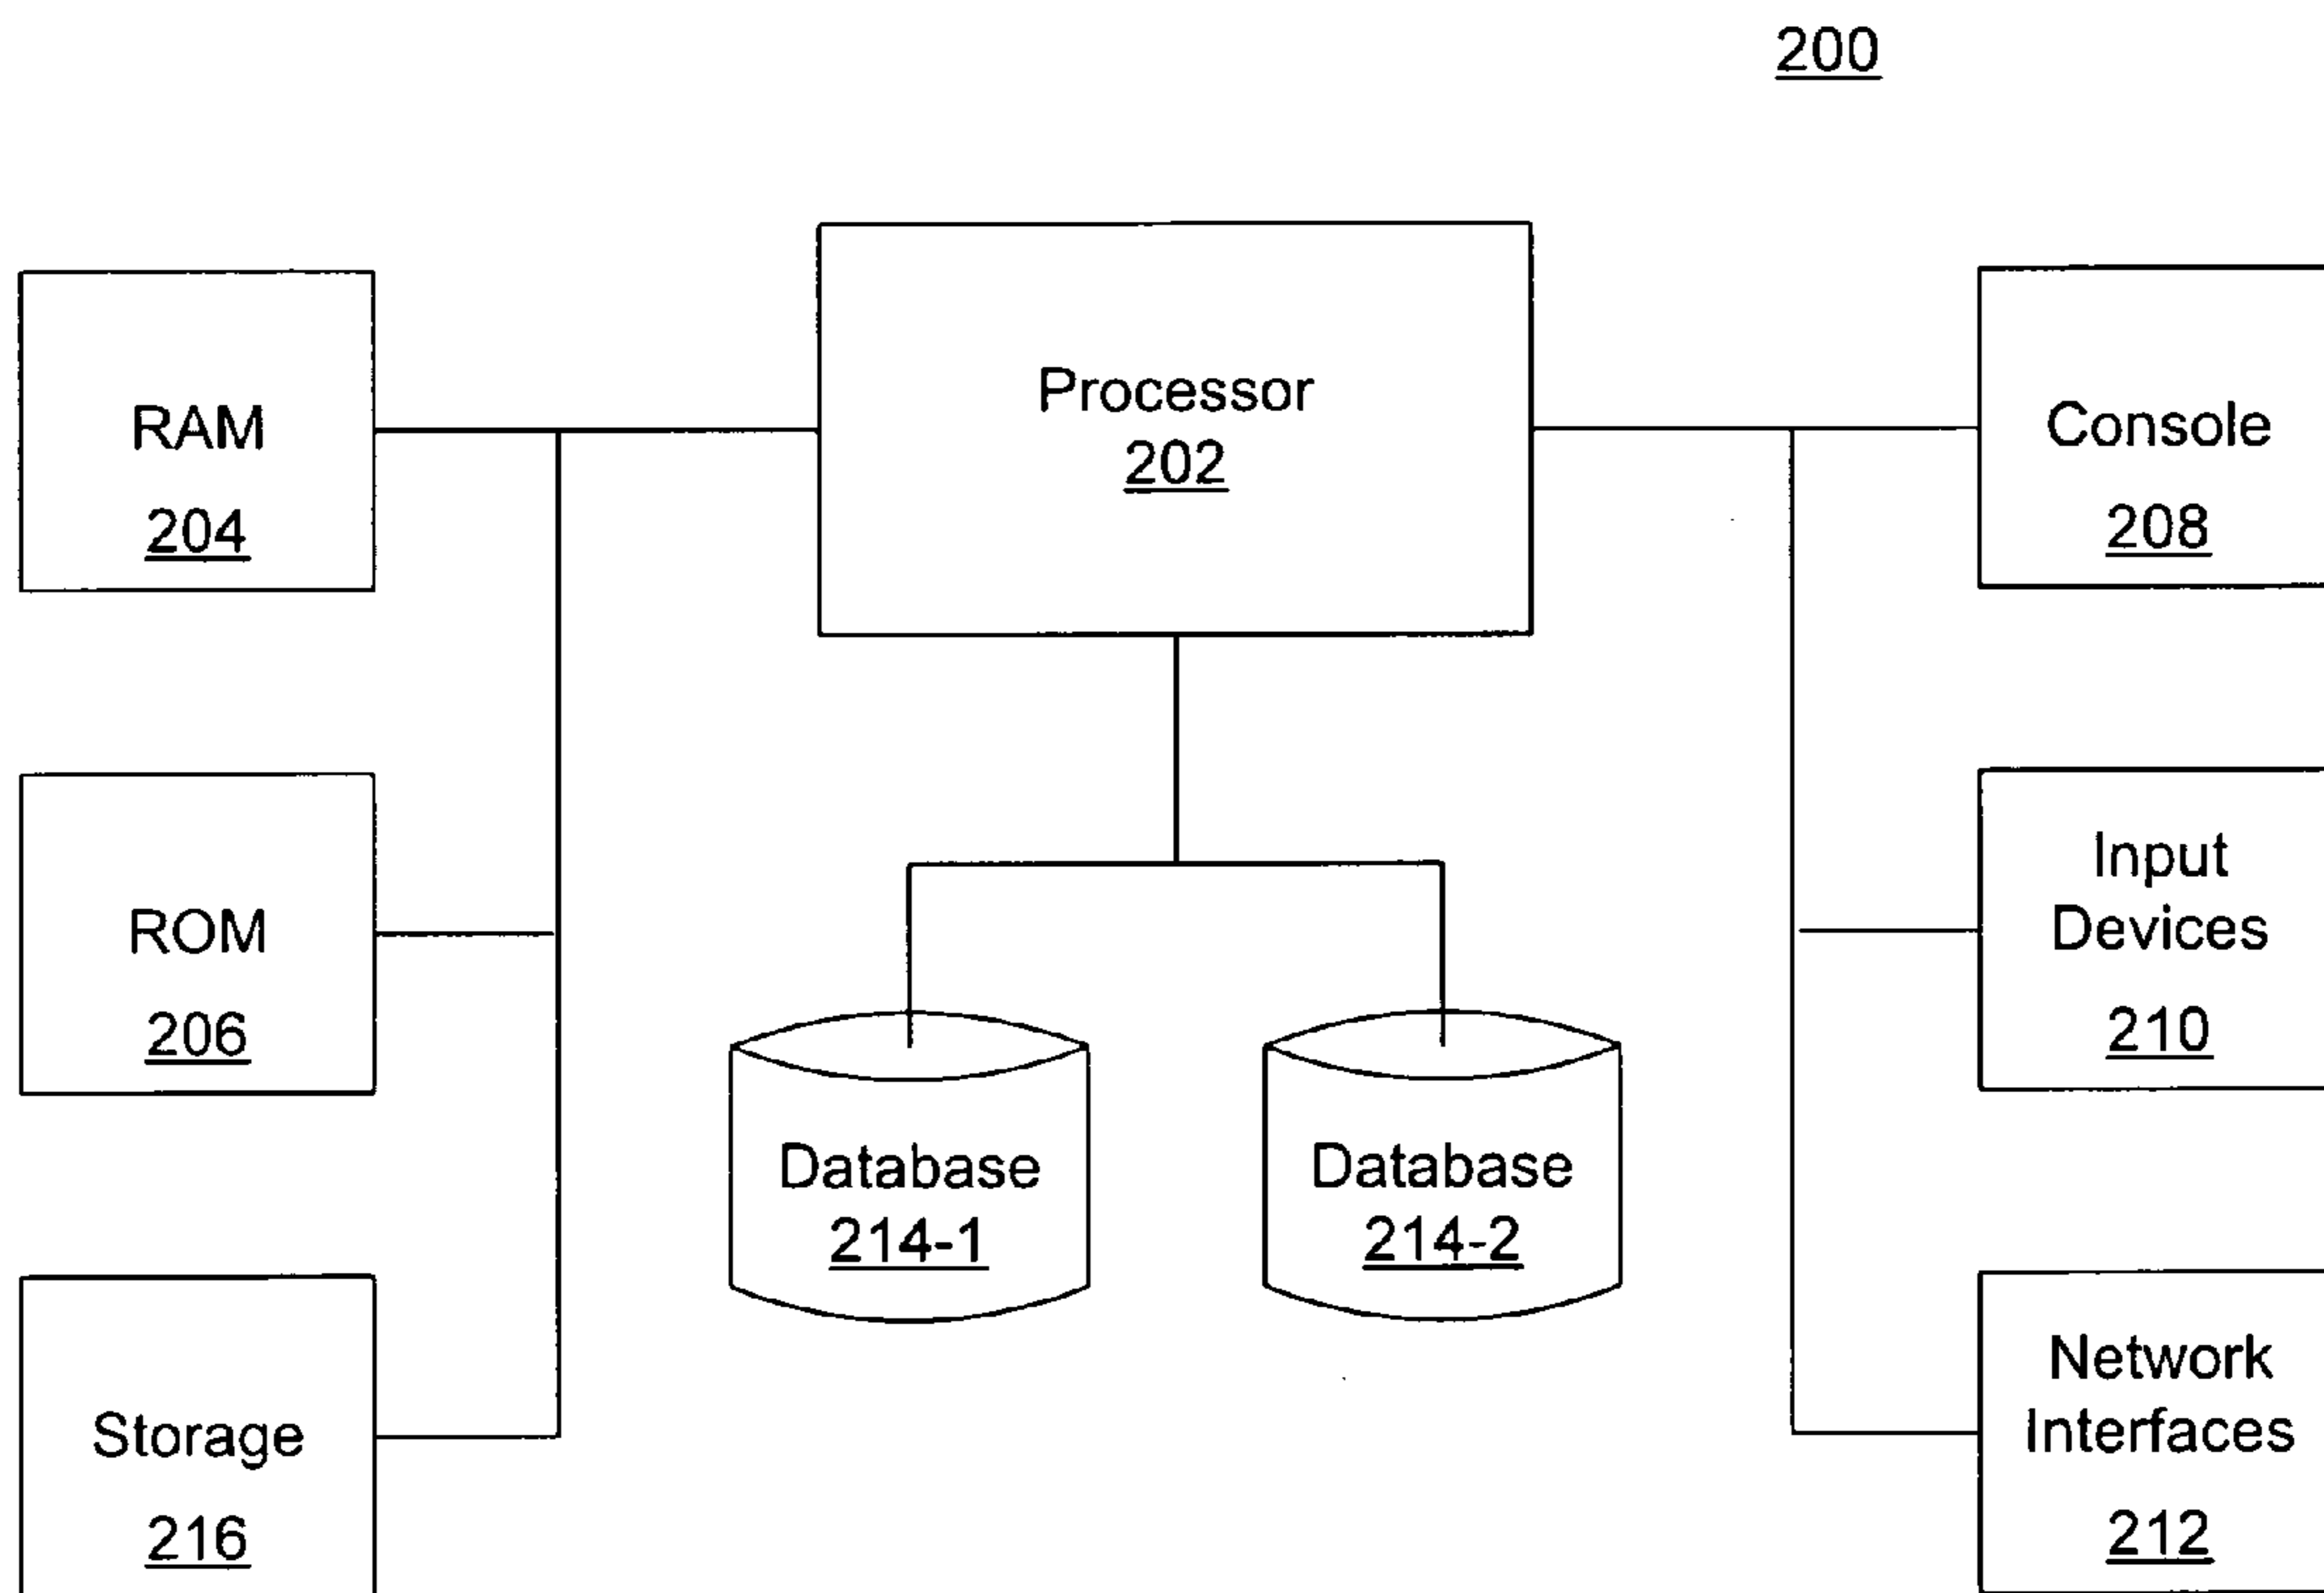 200
Processor
202
RAM
204
Console
208
ROM
206
Input
Devices
210
Database
214-1
Database
214-2
Storage
216
Network
Interfaces
212